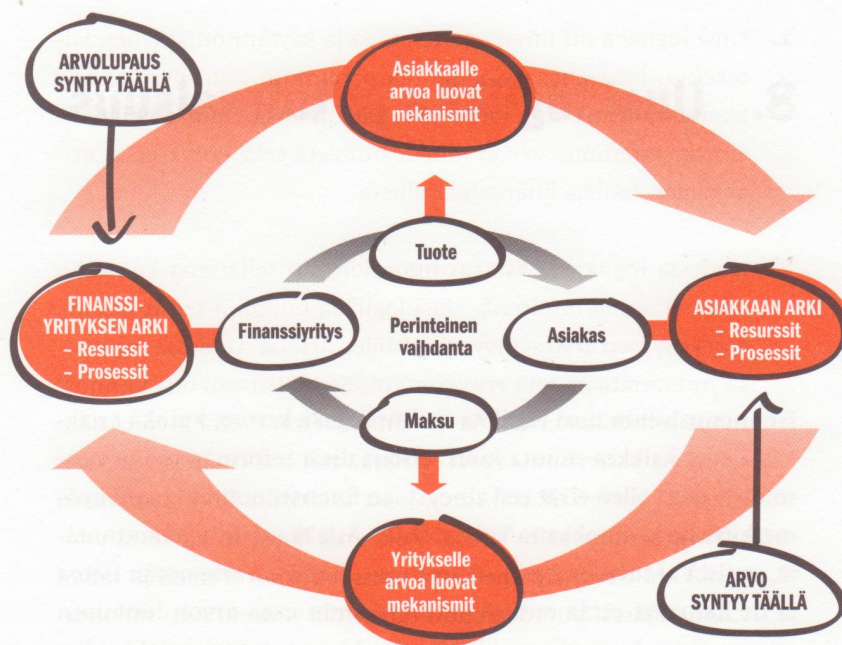 ARVOLUPAUS
SYNTYY TÄÄLLÄ
Asiakkaalle
arvoa luovat
mekanismit
Tuote
FINANSSI-
YRITYKSEN ARKI
– Resurssit
– Prosessit
Finanssiyritys
Perinteinen
vaihdanta
Asiakas
ASIAKKAAN ARKI
– Resurssit
– Prosessit
Maksu
Yritykselle
arvoa luovat
mekanismit
ARVO
SYNTYY TÄÄLLÄ